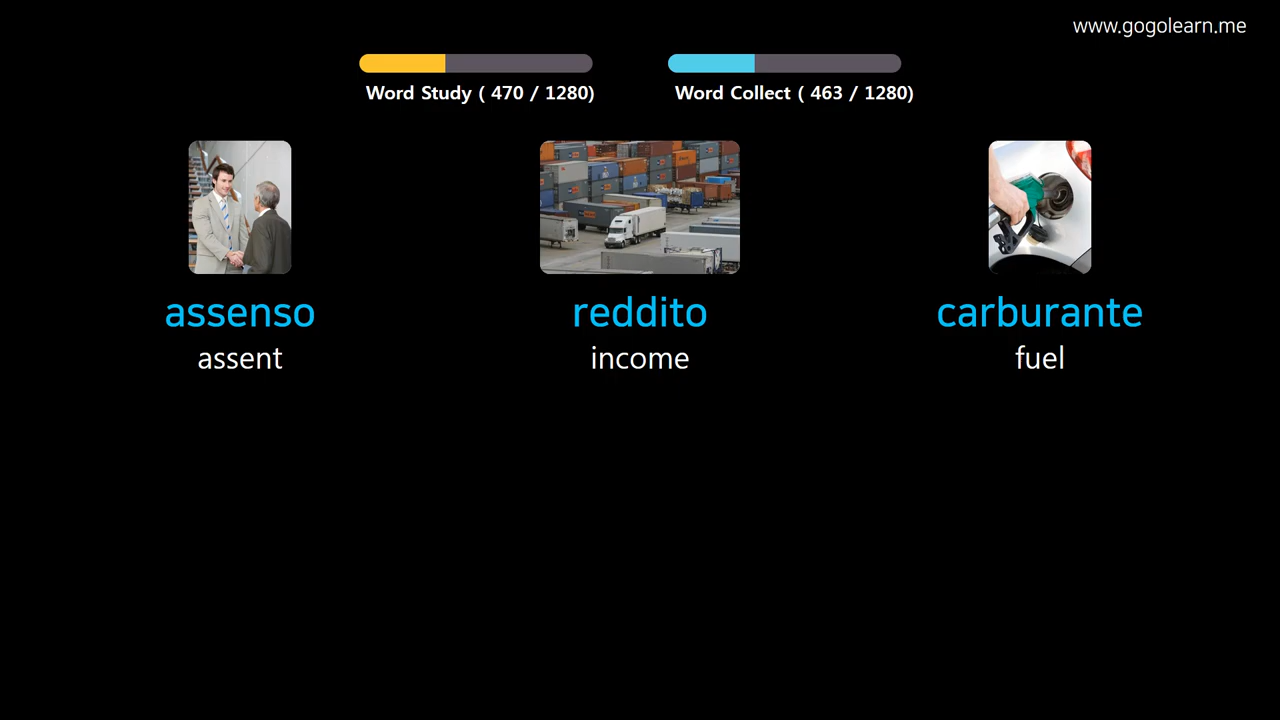 www.gogolearn.me
Word Study ( 470 / 1280)
Word Collect ( 463 / 1280)
assenso
reddito
carburante
assent
income
fuel